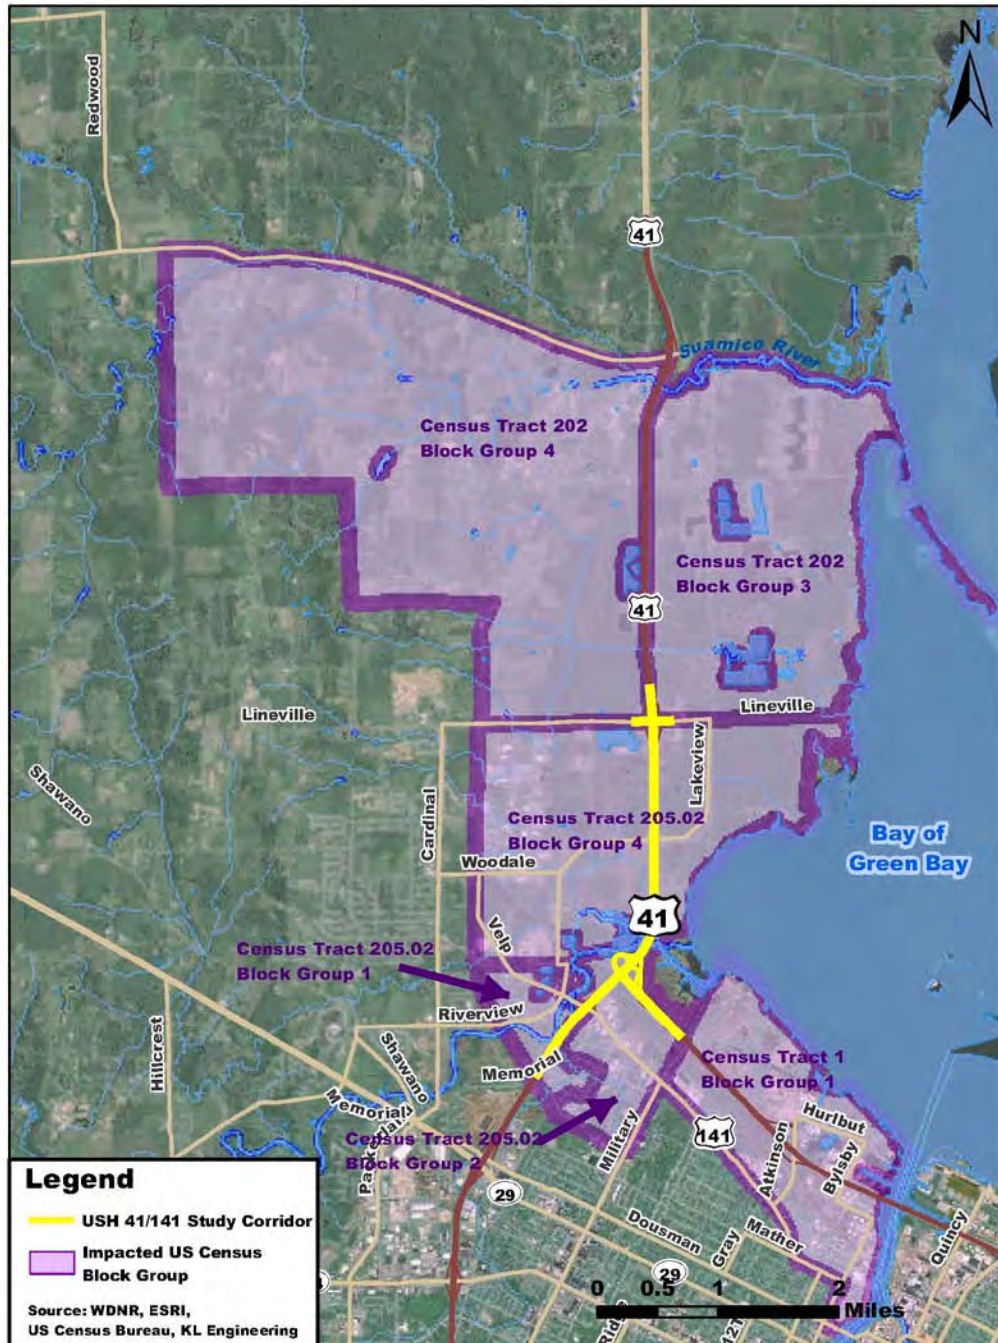 N
Redwood
41
Suamico River
Census Tract 202
Block Group 4
Census Tract 202
Block Group 3
41
Lineville
Lineville
Lakeview
Shawano
Cardinal
Census Tract 205.02
Block Group 4
Bay of
Green Bay
Woodale
41
Velp
Census Tract 205.02
Block Group 1
Riverview
Hillcrest
Shawano
Memorial
Memorial
Census Tract 1
Block Group 1
Hurlbut
Military
141
Atkinson
Bylsby
Census Tract 205.02
Block Group 2
29
Dousman
Gray
Mather
Quincy
29
0 0.5 1 2
Miles
Ridge
Legend
USH 41/141 Study Corridor
Impacted US Census
Block Group
Source: WDNR, ESRI,
US Census Bureau, KL Engineering